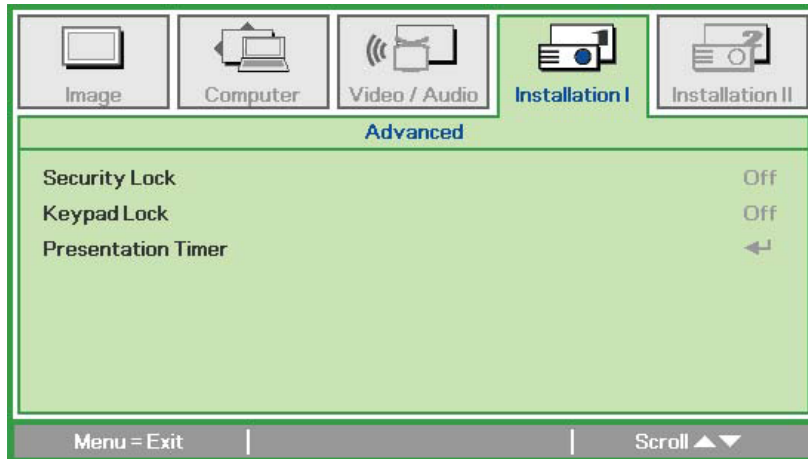 Image
Computer
Video / Audio
Installation I
Installation II
Advanced
Security Lock Off
Keypad Lock Off
Presentation Timer
Menu = Exit Scroll ▲▼